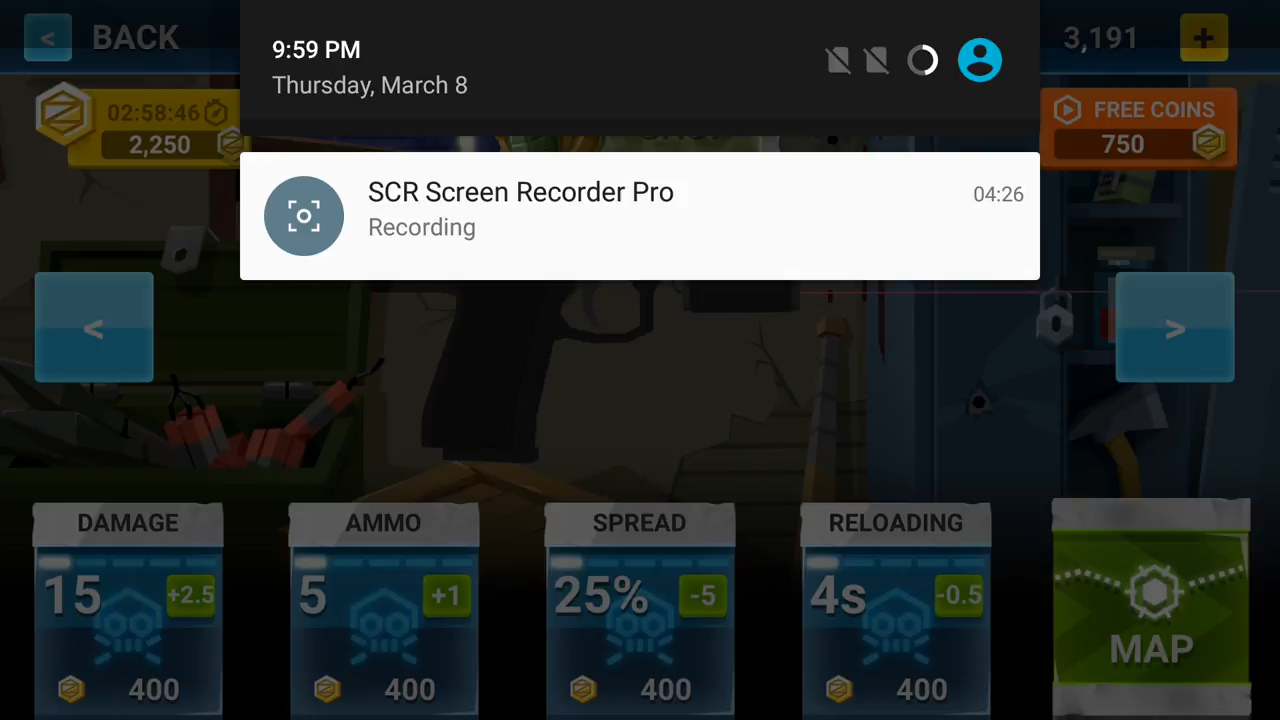 < BACK
9:59 PM
Thursday, March 8
3,191 +
02:58:46
2,250
FREE COINS
750
SCR Screen Recorder Pro
04:26
Recording
<
>
DAMAGE
15 +2.5
400
AMMO
5 +1
400
SPREAD
25% -5
400
RELOADING
4s -0.5
400
MAP